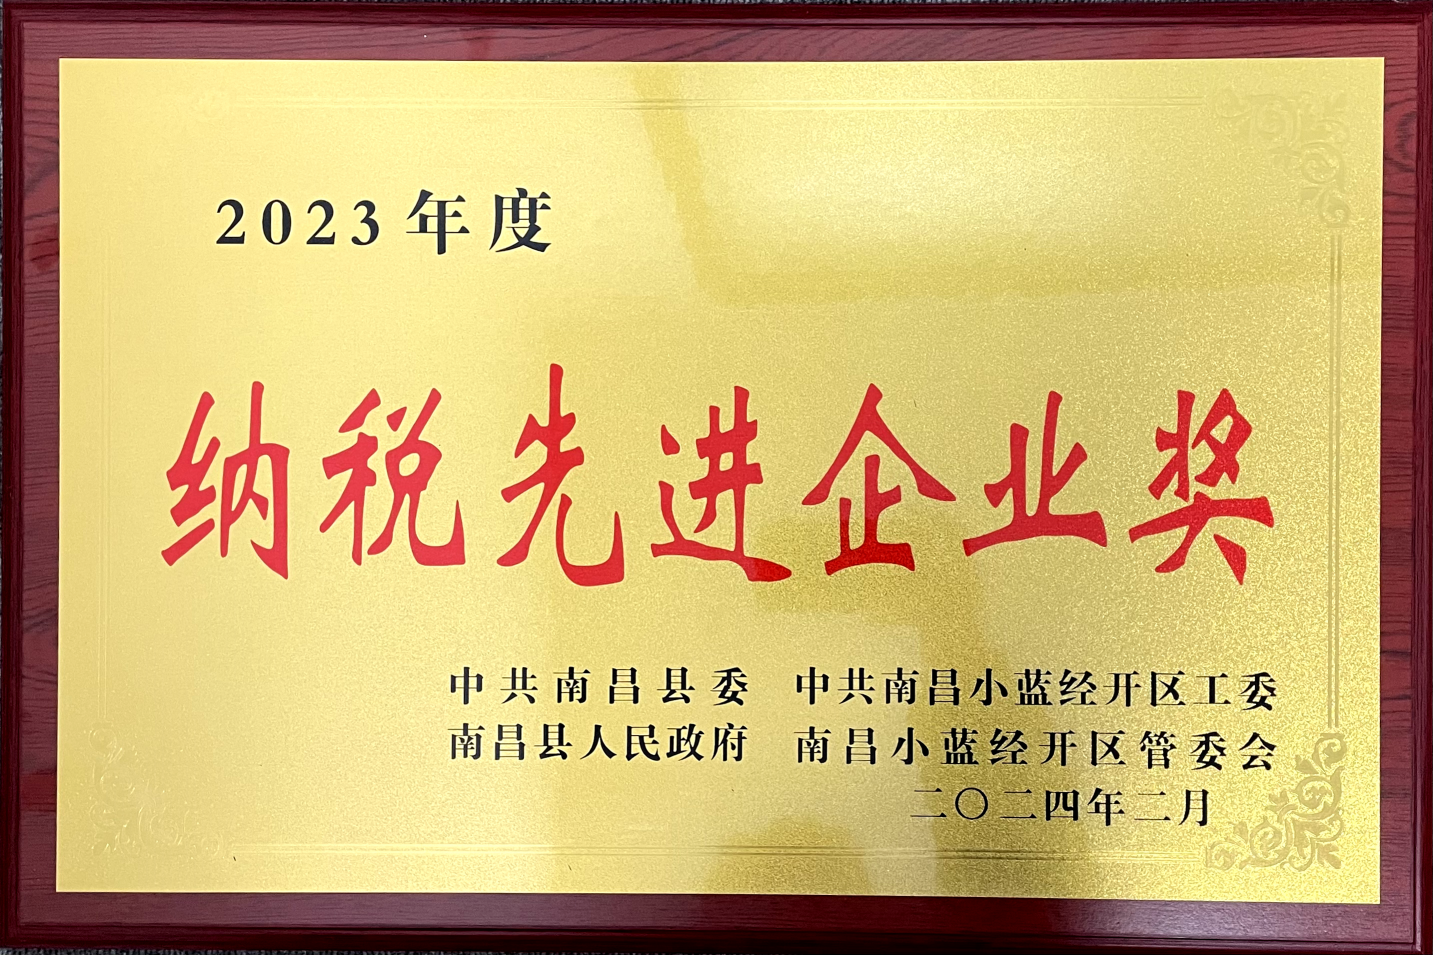 2023年度
纳税先进企业奖
中共南昌县委 中共南昌小蓝经开区工委
南昌县人民政府 南昌小蓝经开区管委会
二〇二四年二月